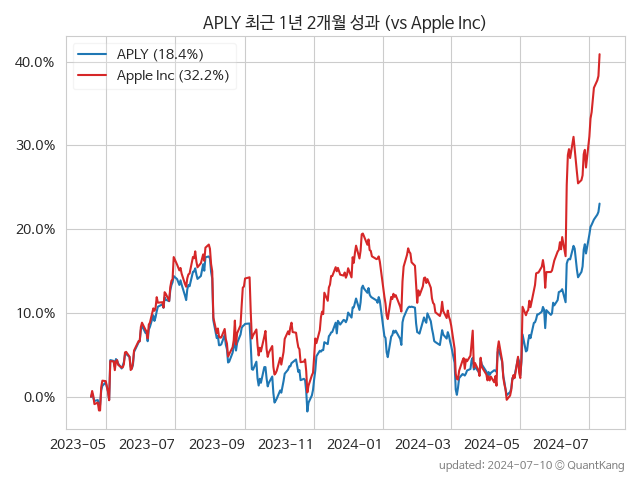 APLY 최근 1년 2개월 성과 (vs Apple Inc)
APLY (18.4%)
Apple Inc (32.2%)
40.0%
30.0%
20.0%
10.0%
0.0%
2023-05 2023-07 2023-09 2023-11 2024-01 2024-03 2024-05 2024-07
updated: 2024-07-10 © QuantKang